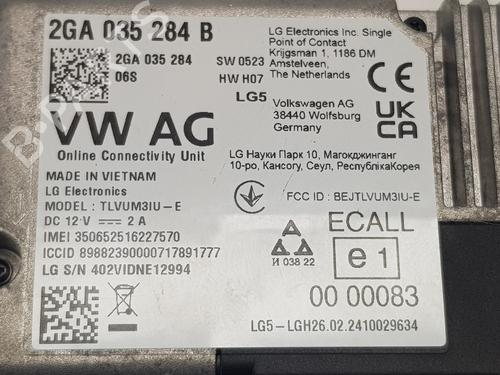 2GA 035 284 B
2GA 035 284
06S
SW 0523
HW H07
LG5
LG Electronics Inc. Single
Point of Contact
Krijgsman 1, 1186 DM
Amstelveen,
The Netherlands
Volkswagen AG
38440 Wolfsburg
Germany
CE
UK
CA
VW AG
Online Connectivity Unit
LG Науки Парк 10, Магокджинганг
10-ро, Кангосу, Сеул, РеспубликаКорея
MADE IN VIETNAM
LG Electronics
MODEL : TLVUM3IU-E
DC 12 V 2 A
IMEI 350652516227570
ICCID 89882390000717891777
LG S/N 402VIDNE12994
FCC ID : BEJTLVUM3IU-E
И 038 22
ECALL
e 1
00 00083
LG5-LGH26.02.2410029634